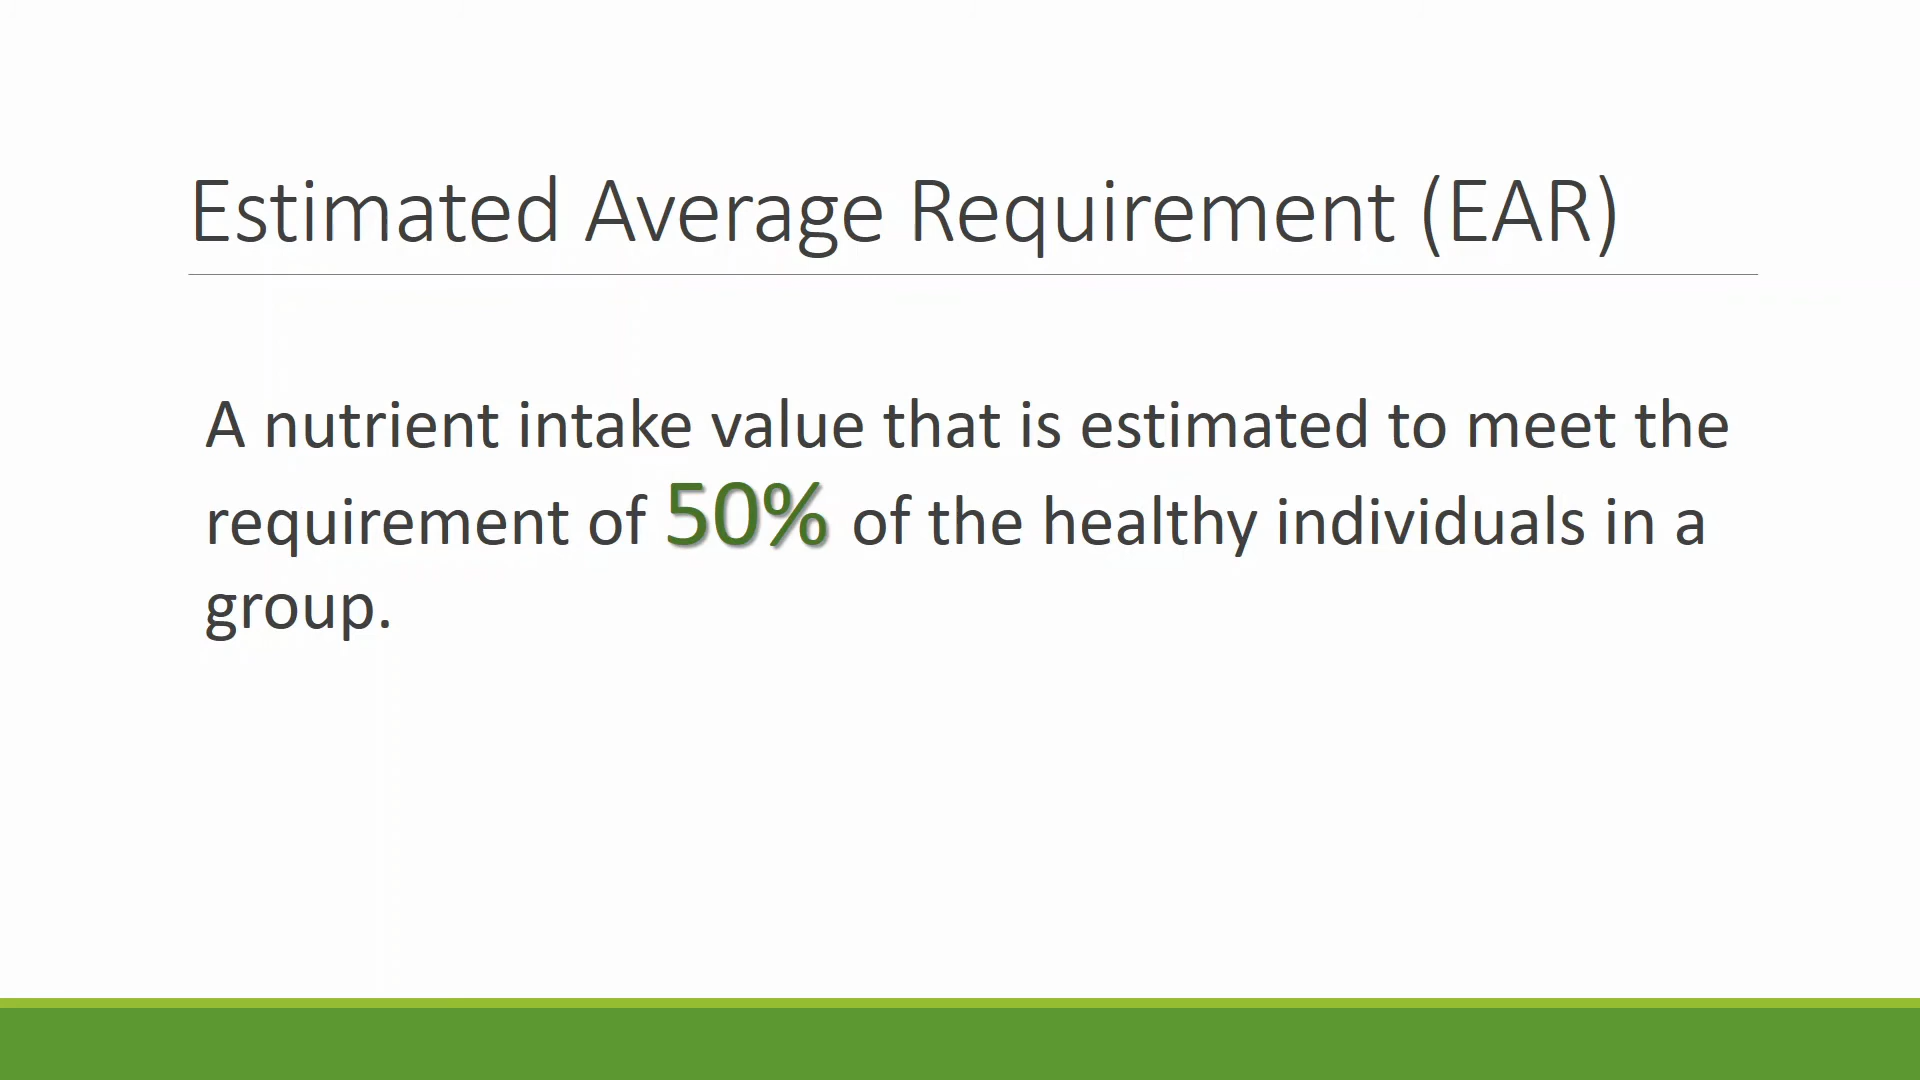 Estimated Average Requirement (EAR)
A nutrient intake value that is estimated to meet the
requirement of 50% of the healthy individuals in a
group.